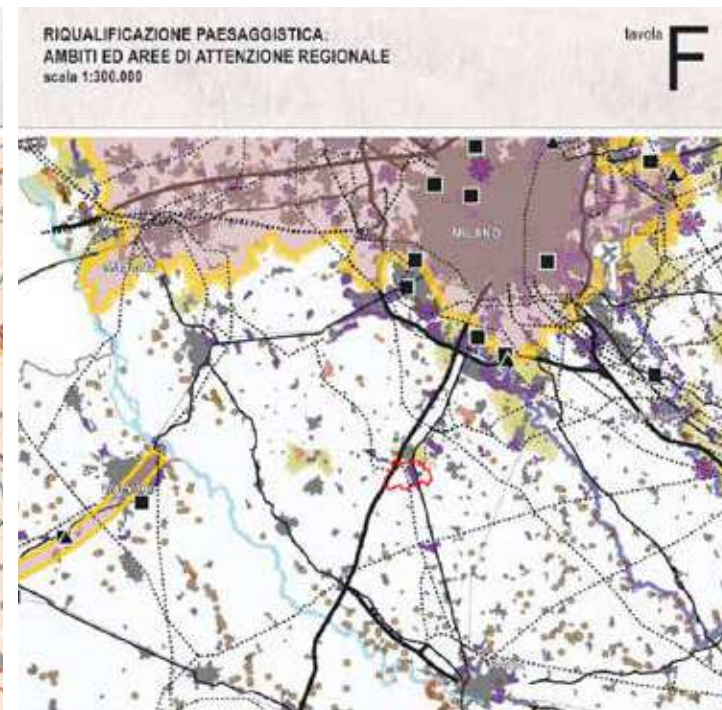 RIQUALIFICAZIONE PAESAGGISTICA:
AMBITI ED AREE DI ATTENZIONE REGIONALE
scala 1:300.000
tavola
F
MILANO